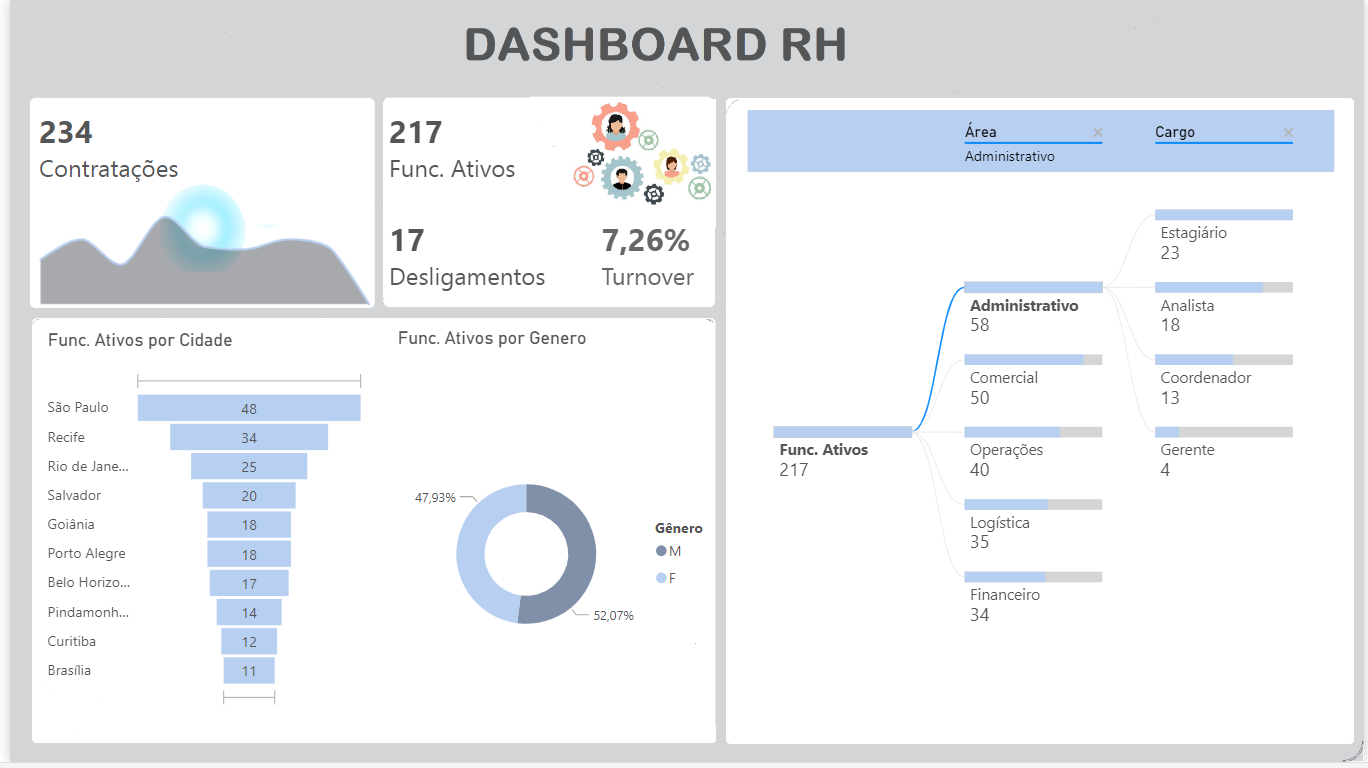 DASHBOARD RH
234
Contratações
217
Func. Ativos
17
Desligamentos
7,26%
Turnover
Func. Ativos por Cidade
São Paulo 48
Recife 34
Rio de Jane... 25
Salvador 20
Goiânia 18
Porto Alegre 18
Belo Horizo... 17
Pindamonh... 14
Curitiba 12
Brasília 11
Func. Ativos por Genero
47,93%
52,07%
Gênero
M
F
Área
Administrativo
Cargo
Func. Ativos
217
Administrativo
58
Comercial
50
Operações
40
Logística
35
Financeiro
34
Estagiário
23
Analista
18
Coordenador
13
Gerente
4